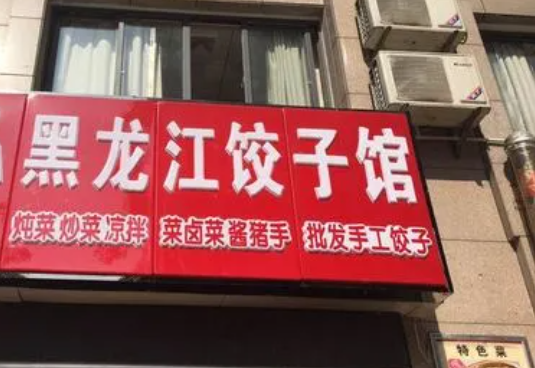 黑龙江饺子馆
炖菜 炒菜 凉拌 菜卤菜 酱猪手 批发手工饺子
特色菜